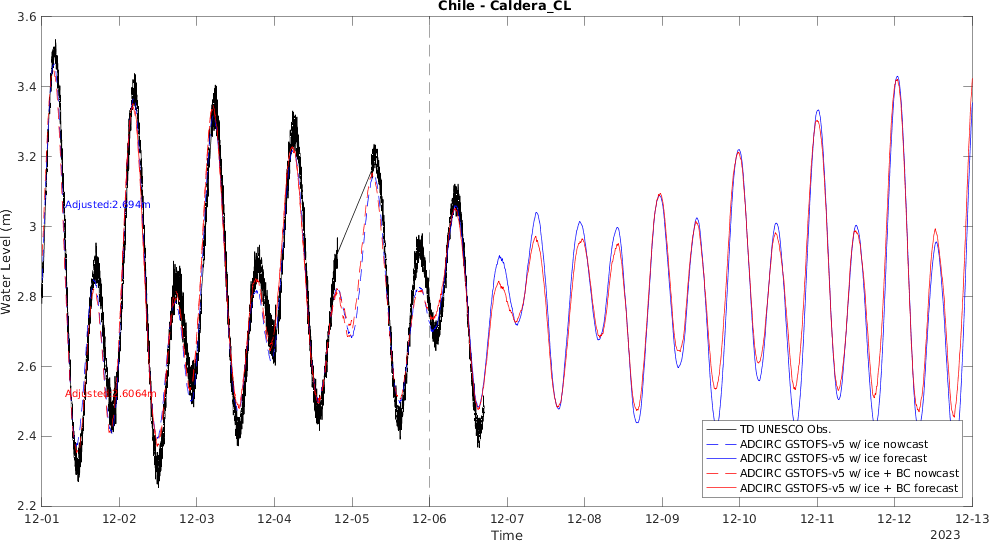 Chile - Caldera_CL
3.6
3.4
3.2
3
2.8
2.6
2.4
2.2
Water Level (m)
Adjusted:2.694m
Adjusted:2.6064m
TD UNESCO Obs.
ADCIRC GSTOFS-v5 w/ ice nowcast
ADCIRC GSTOFS-v5 w/ ice forecast
ADCIRC GSTOFS-v5 w/ ice + BC nowcast
ADCIRC GSTOFS-v5 w/ ice + BC forecast
12-01 12-02 12-03 12-04 12-05 12-06 12-07 12-08 12-09 12-10 12-11 12-12 12-13
Time
2023